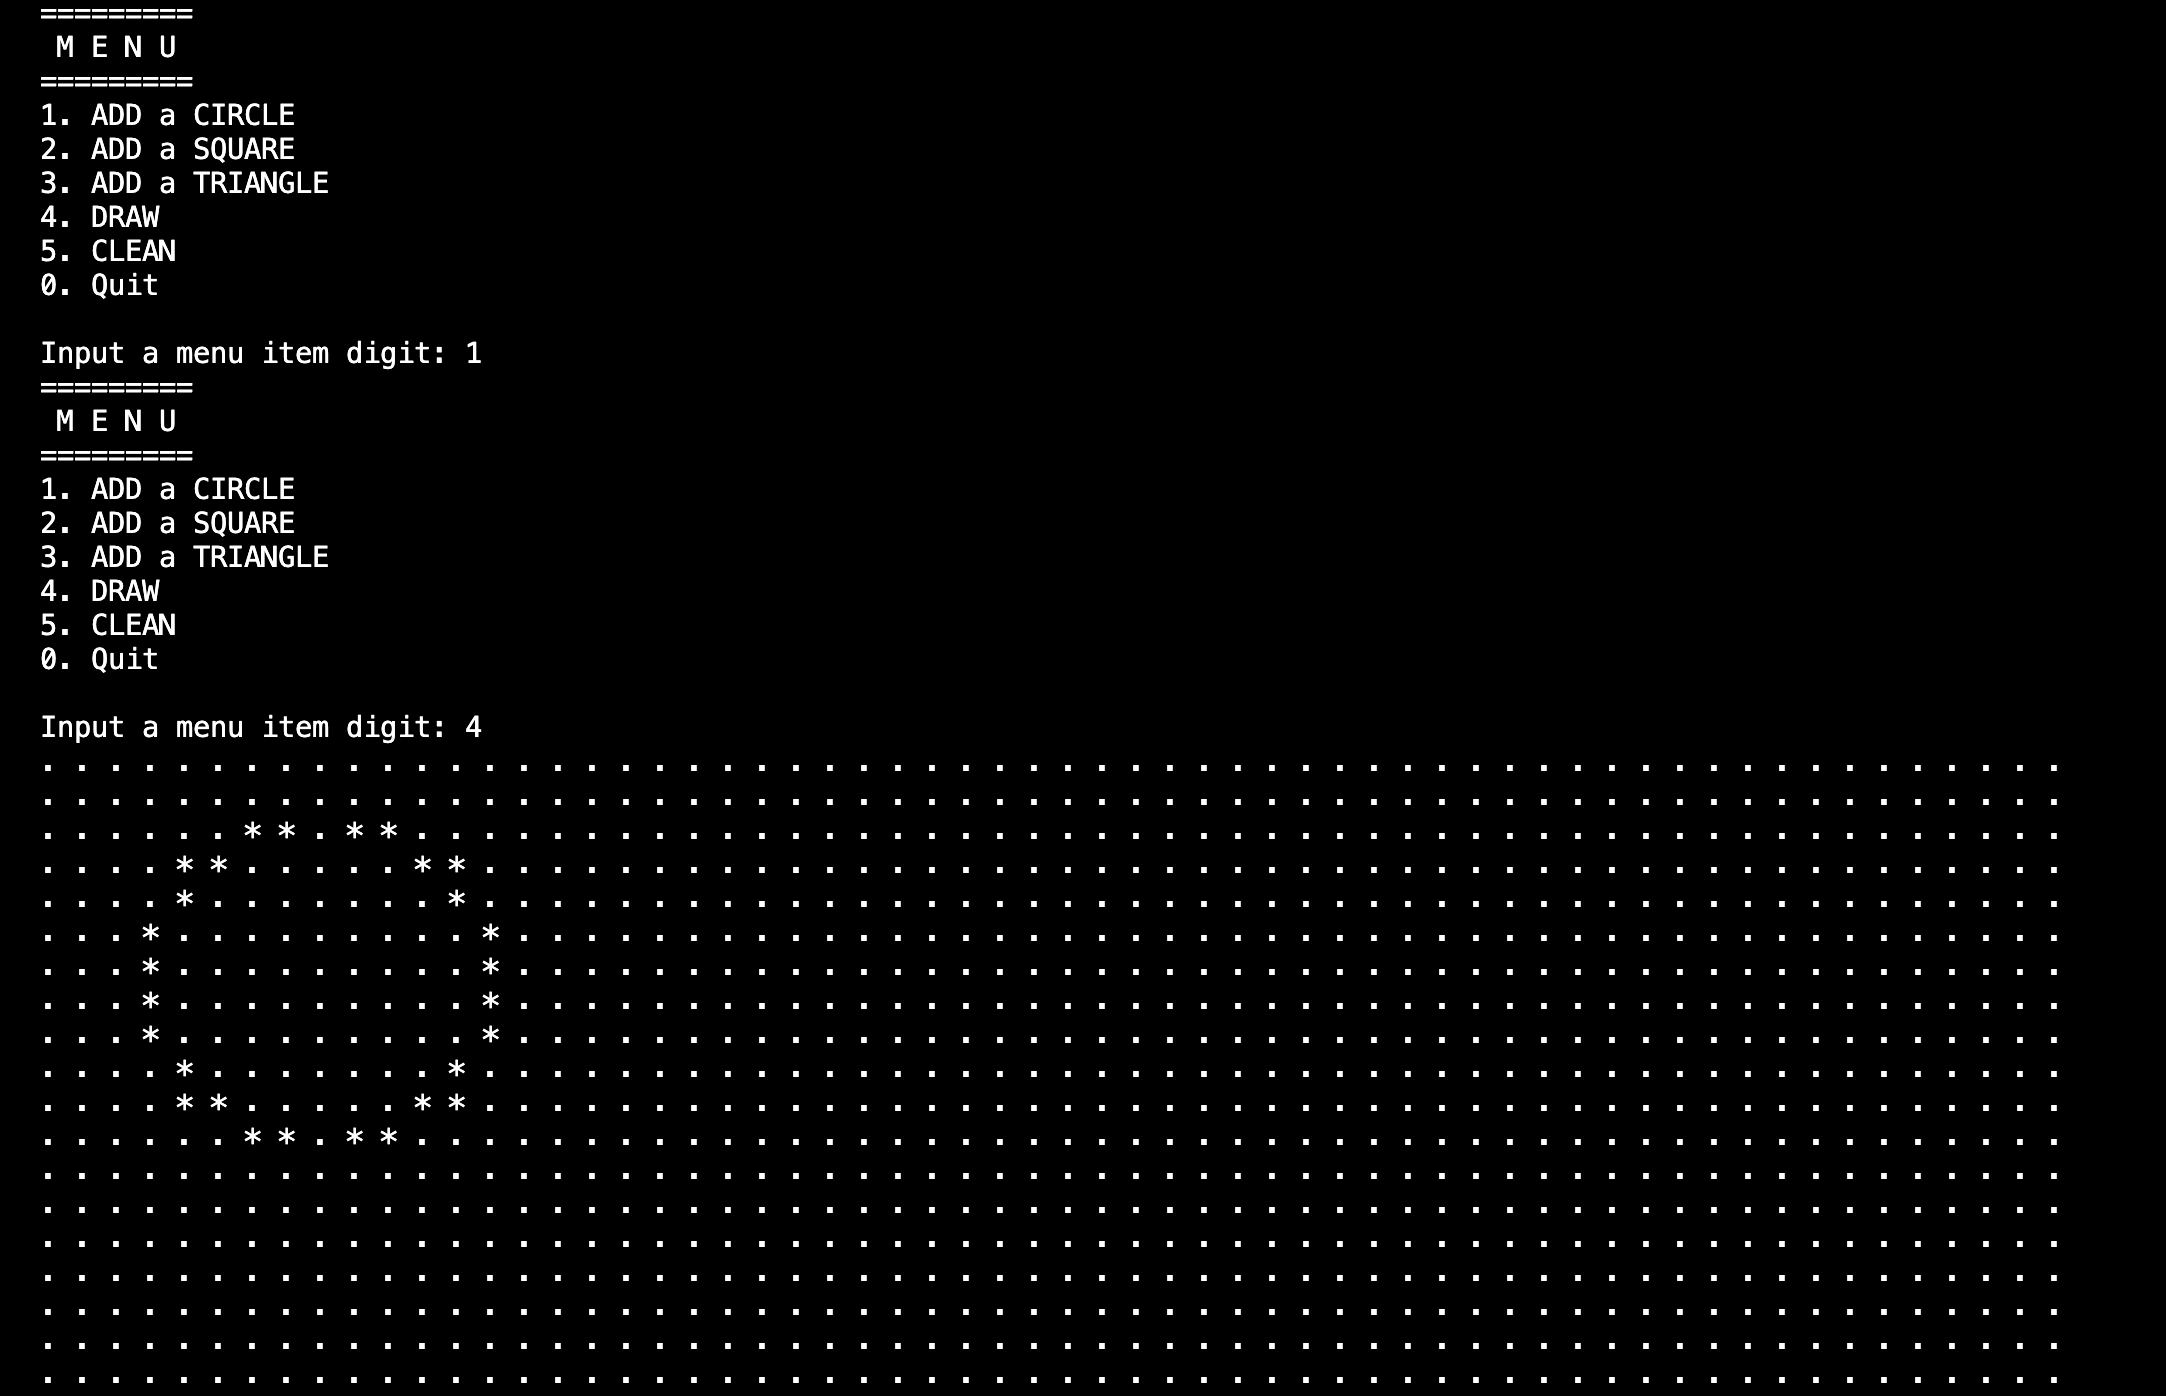 =========
M E N U
=========
1. ADD a CIRCLE
2. ADD a SQUARE
3. ADD a TRIANGLE
4. DRAW
5. CLEAN
0. Quit
Input a menu item digit: 1
=========
M E N U
=========
1. ADD a CIRCLE
2. ADD a SQUARE
3. ADD a TRIANGLE
4. DRAW
5. CLEAN
0. Quit
Input a menu item digit: 4
. . . . . . . . . . . . . . . . . . . . . . . . . . . . . . . . . . . . . . . . . . . . . . . . . . . . . . . . . . . .
. . . . . . . . . . . . . . . . . . . . . . . . . . . . . . . . . . . . . . . . . . . . . . . . . . . . . . . . . . . .
. . . . . . * * . * * . . . . . . . . . . . . . . . . . . . . . . . . . . . . . . . . . . . . . . . . . . . . . . . . .
. . . . * * . . . . . * * . . . . . . . . . . . . . . . . . . . . . . . . . . . . . . . . . . . . . . . . . . . . . . .
. . . . * . . . . . . . * . . . . . . . . . . . . . . . . . . . . . . . . . . . . . . . . . . . . . . . . . . . . . . .
. . . * . . . . . . . . . * . . . . . . . . . . . . . . . . . . . . . . . . . . . . . . . . . . . . . . . . . . . . . .
. . . * . . . . . . . . . * . . . . . . . . . . . . . . . . . . . . . . . . . . . . . . . . . . . . . . . . . . . . . .
. . . * . . . . . . . . . * . . . . . . . . . . . . . . . . . . . . . . . . . . . . . . . . . . . . . . . . . . . . . .
. . . * . . . . . . . . . * . . . . . . . . . . . . . . . . . . . . . . . . . . . . . . . . . . . . . . . . . . . . . .
. . . . * . . . . . . . * . . . . . . . . . . . . . . . . . . . . . . . . . . . . . . . . . . . . . . . . . . . . . . .
. . . . * * . . . . . * * . . . . . . . . . . . . . . . . . . . . . . . . . . . . . . . . . . . . . . . . . . . . . . .
. . . . . . * * . * * . . . . . . . . . . . . . . . . . . . . . . . . . . . . . . . . . . . . . . . . . . . . . . . . .
. . . . . . . . . . . . . . . . . . . . . . . . . . . . . . . . . . . . . . . . . . . . . . . . . . . . . . . . . . . .
. . . . . . . . . . . . . . . . . . . . . . . . . . . . . . . . . . . . . . . . . . . . . . . . . . . . . . . . . . . .
. . . . . . . . . . . . . . . . . . . . . . . . . . . . . . . . . . . . . . . . . . . . . . . . . . . . . . . . . . . .
. . . . . . . . . . . . . . . . . . . . . . . . . . . . . . . . . . . . . . . . . . . . . . . . . . . . . . . . . . . .
. . . . . . . . . . . . . . . . . . . . . . . . . . . . . . . . . . . . . . . . . . . . . . . . . . . . . . . . . . . .
. . . . . . . . . . . . . . . . . . . . . . . . . . . . . . . . . . . . . . . . . . . . . . . . . . . . . . . . . . . .
. . . . . . . . . . . . . . . . . . . . . . . . . . . . . . . . . . . . . . . . . . . . . . . . . . . . . . . . . . . .